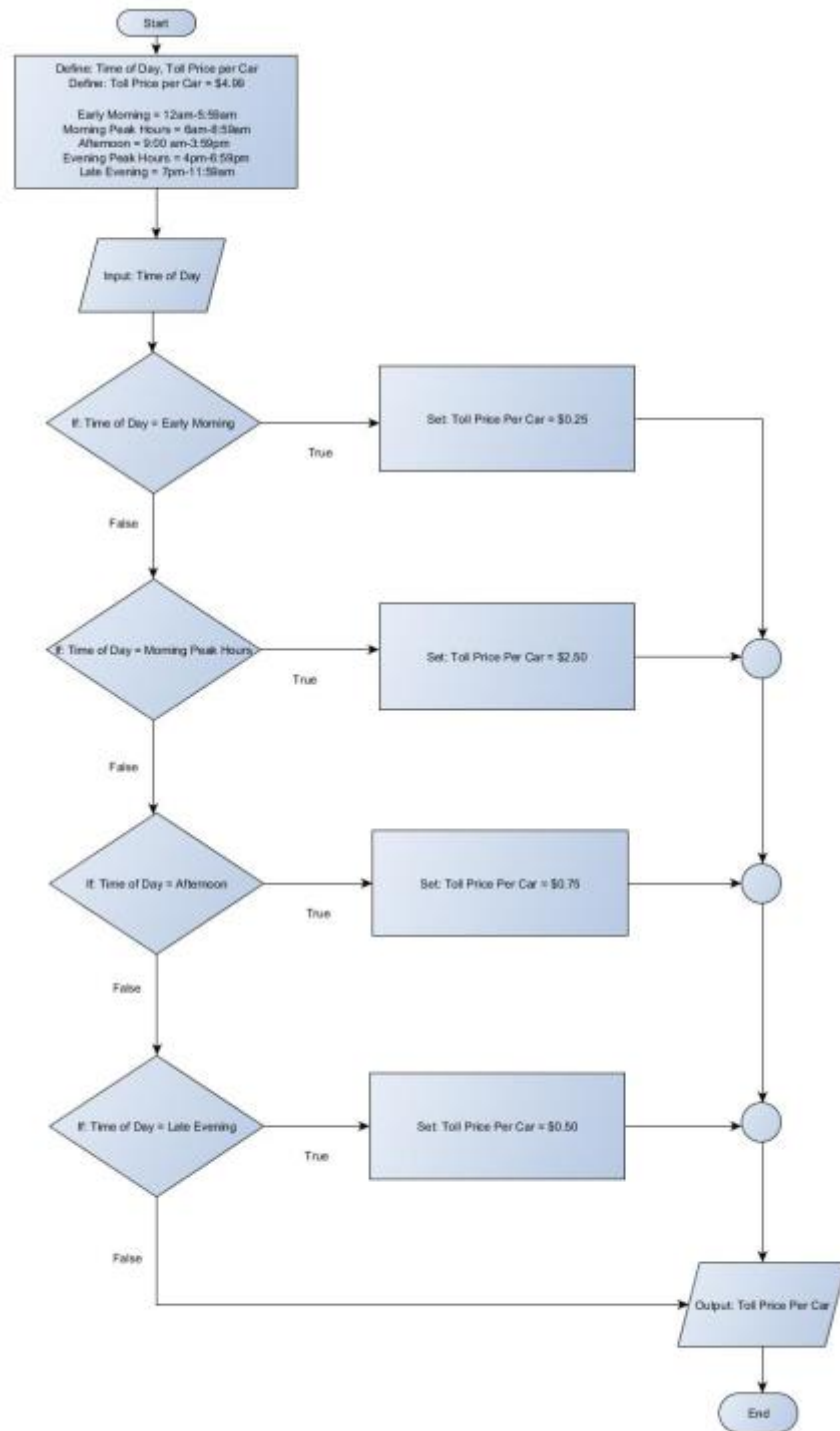 Start
Define: Time of Day, Toll Price per Car
Define: Toll Price per Car = $4.99
Early Morning = 12am-5:59am
Morning Peak Hours = 6am-8:59am
Afternoon = 9:00 am-3:59pm
Evening Peak Hours = 4pm-6:59pm
Late Evening = 7pm-11:59am
Input: Time of Day
If: Time of Day = Early Morning
Set: Toll Price Per Car = $0.25
True
False
If: Time of Day = Morning Peak Hours
Set: Toll Price Per Car = $2.50
True
False
If: Time of Day = Afternoon
Set: Toll Price Per Car = $0.75
True
False
If: Time of Day = Late Evening
Set: Toll Price Per Car = $0.50
True
False
Output: Toll Price Per Car
End